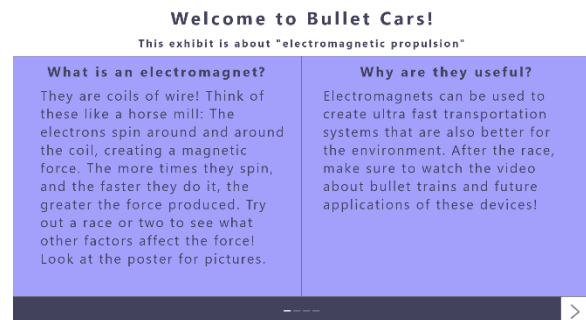 Welcome to Bullet Cars!
This exhibit is about "electromagnetic propulsion"
What is an electromagnet?
They are coils of wire! Think of
these like a horse mill: The
electrons spin around and around
the coil, creating a magnetic
force. The more times they spin,
and the faster they do it, the
greater the force produced. Try
out a race or two to see what
other factors affect the force!
Look at the poster for pictures.
Why are they useful?
Electromagnets can be used to
create ultra fast transportation
systems that are also better for
the environment. After the race,
make sure to watch the video
about bullet trains and future
applications of these devices!